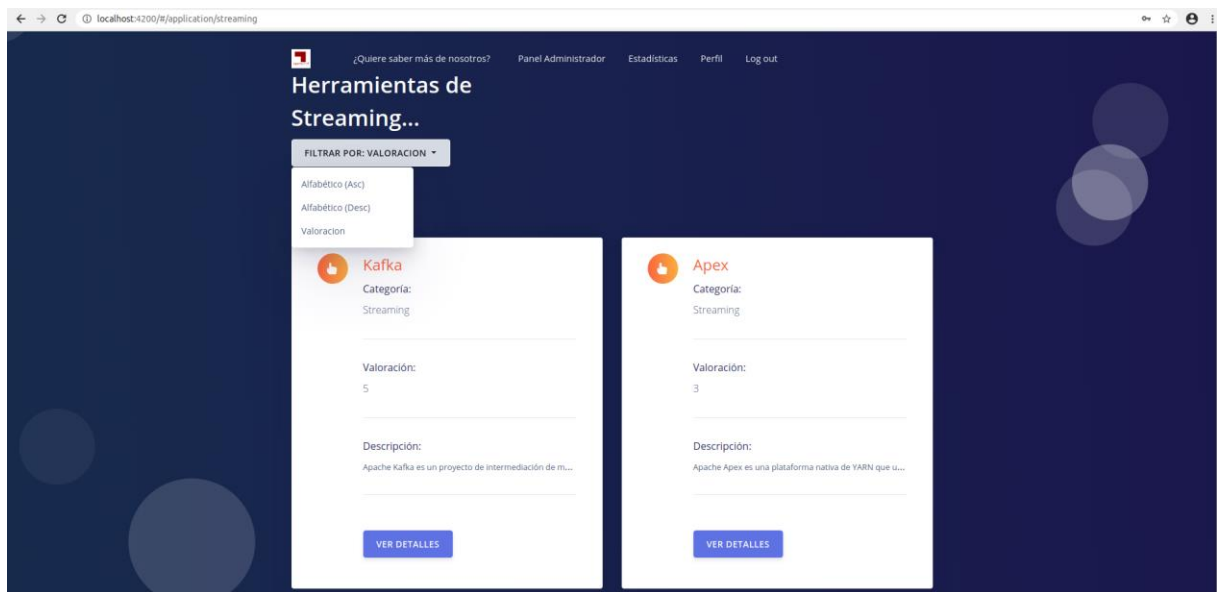 localhost:4200/#/application/streaming
¿Quiere saber más de nosotros? Panel Administrador Estadísticas Perfil Log out
Herramientas de
Streaming...
FILTRAR POR: VALORACION
Alfabético (Asc)
Alfabético (Desc)
Valoracion
Kafka
Categoría:
Streaming
Valoración:
5
Descripción:
Apache Kafka es un proyecto de intermediación de m...
VER DETALLES
Apex
Categoría:
Streaming
Valoración:
3
Descripción:
Apache Apex es una plataforma nativa de YARN que u...
VER DETALLES